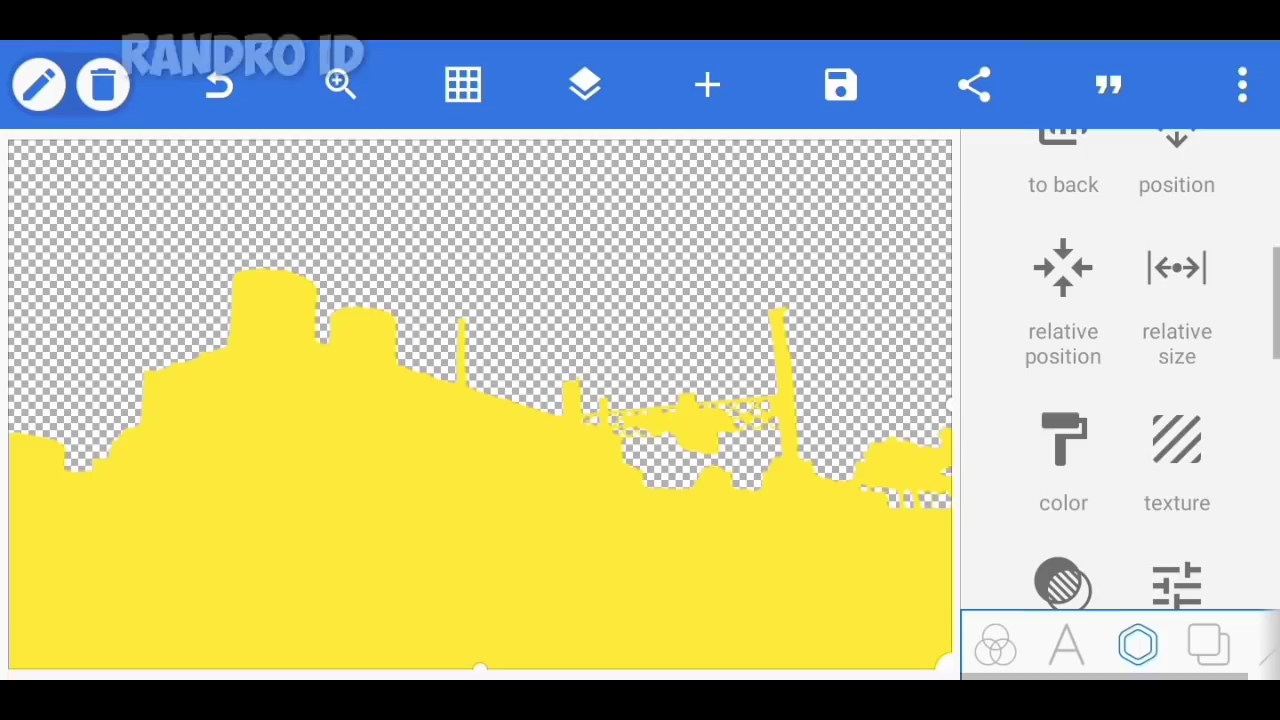 RANDRO ID
to back
position
relative
position
relative
size
color
texture